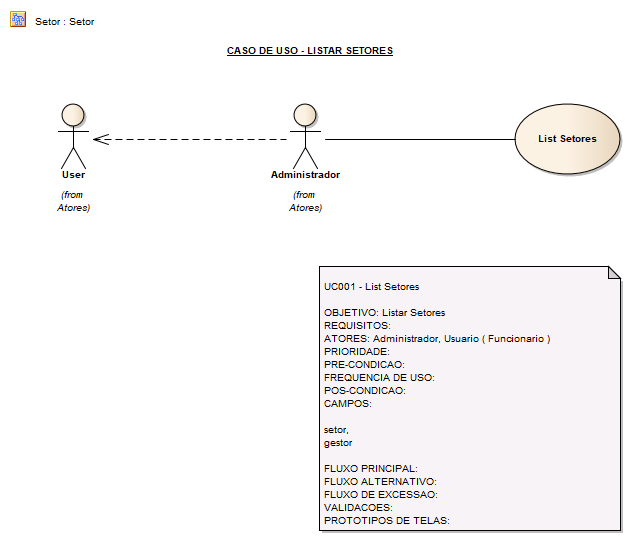 Setor : Setor
CASO DE USO - LISTAR SETORES
User
(from
Atores)
Administrador
(from
Atores)
List Setores
UC001 - List Setores
OBJETIVO: Listar Setores
REQUISITOS:
ATORES: Administrador, Usuario ( Funcionario )
PRIORIDADE:
PRE-CONDICAO:
FREQUENCIA DE USO:
POS-CONDICAO:
CAMPOS:
setor,
gestor
FLUXO PRINCIPAL:
FLUXO ALTERNATIVO:
FLUXO DE EXCESSAO:
VALIDACOES:
PROTOTIPOS DE TELAS: